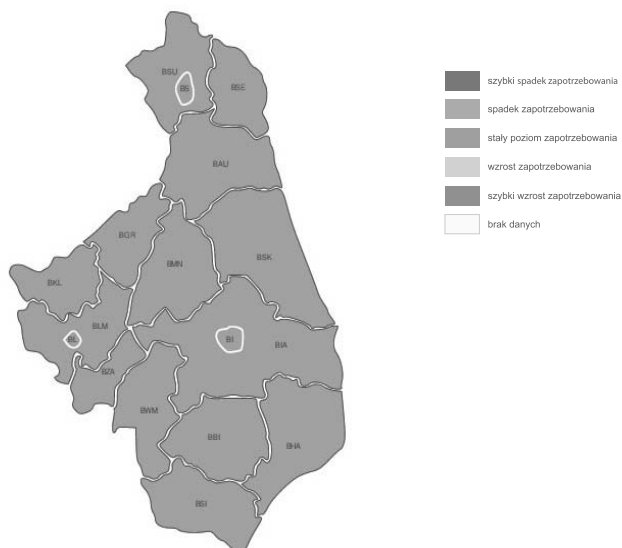 BSU
BS
BSE
BAU
BGR
BMN
BSK
BKL
BLM
BL
BI
BIA
BZA
BWM
BBI
BHA
BSI
szybki spadek zapotrzebowania
spadek zapotrzebowania
stały poziom zapotrzebowania
wzrost zapotrzebowania
szybki wzrost zapotrzebowania
brak danych